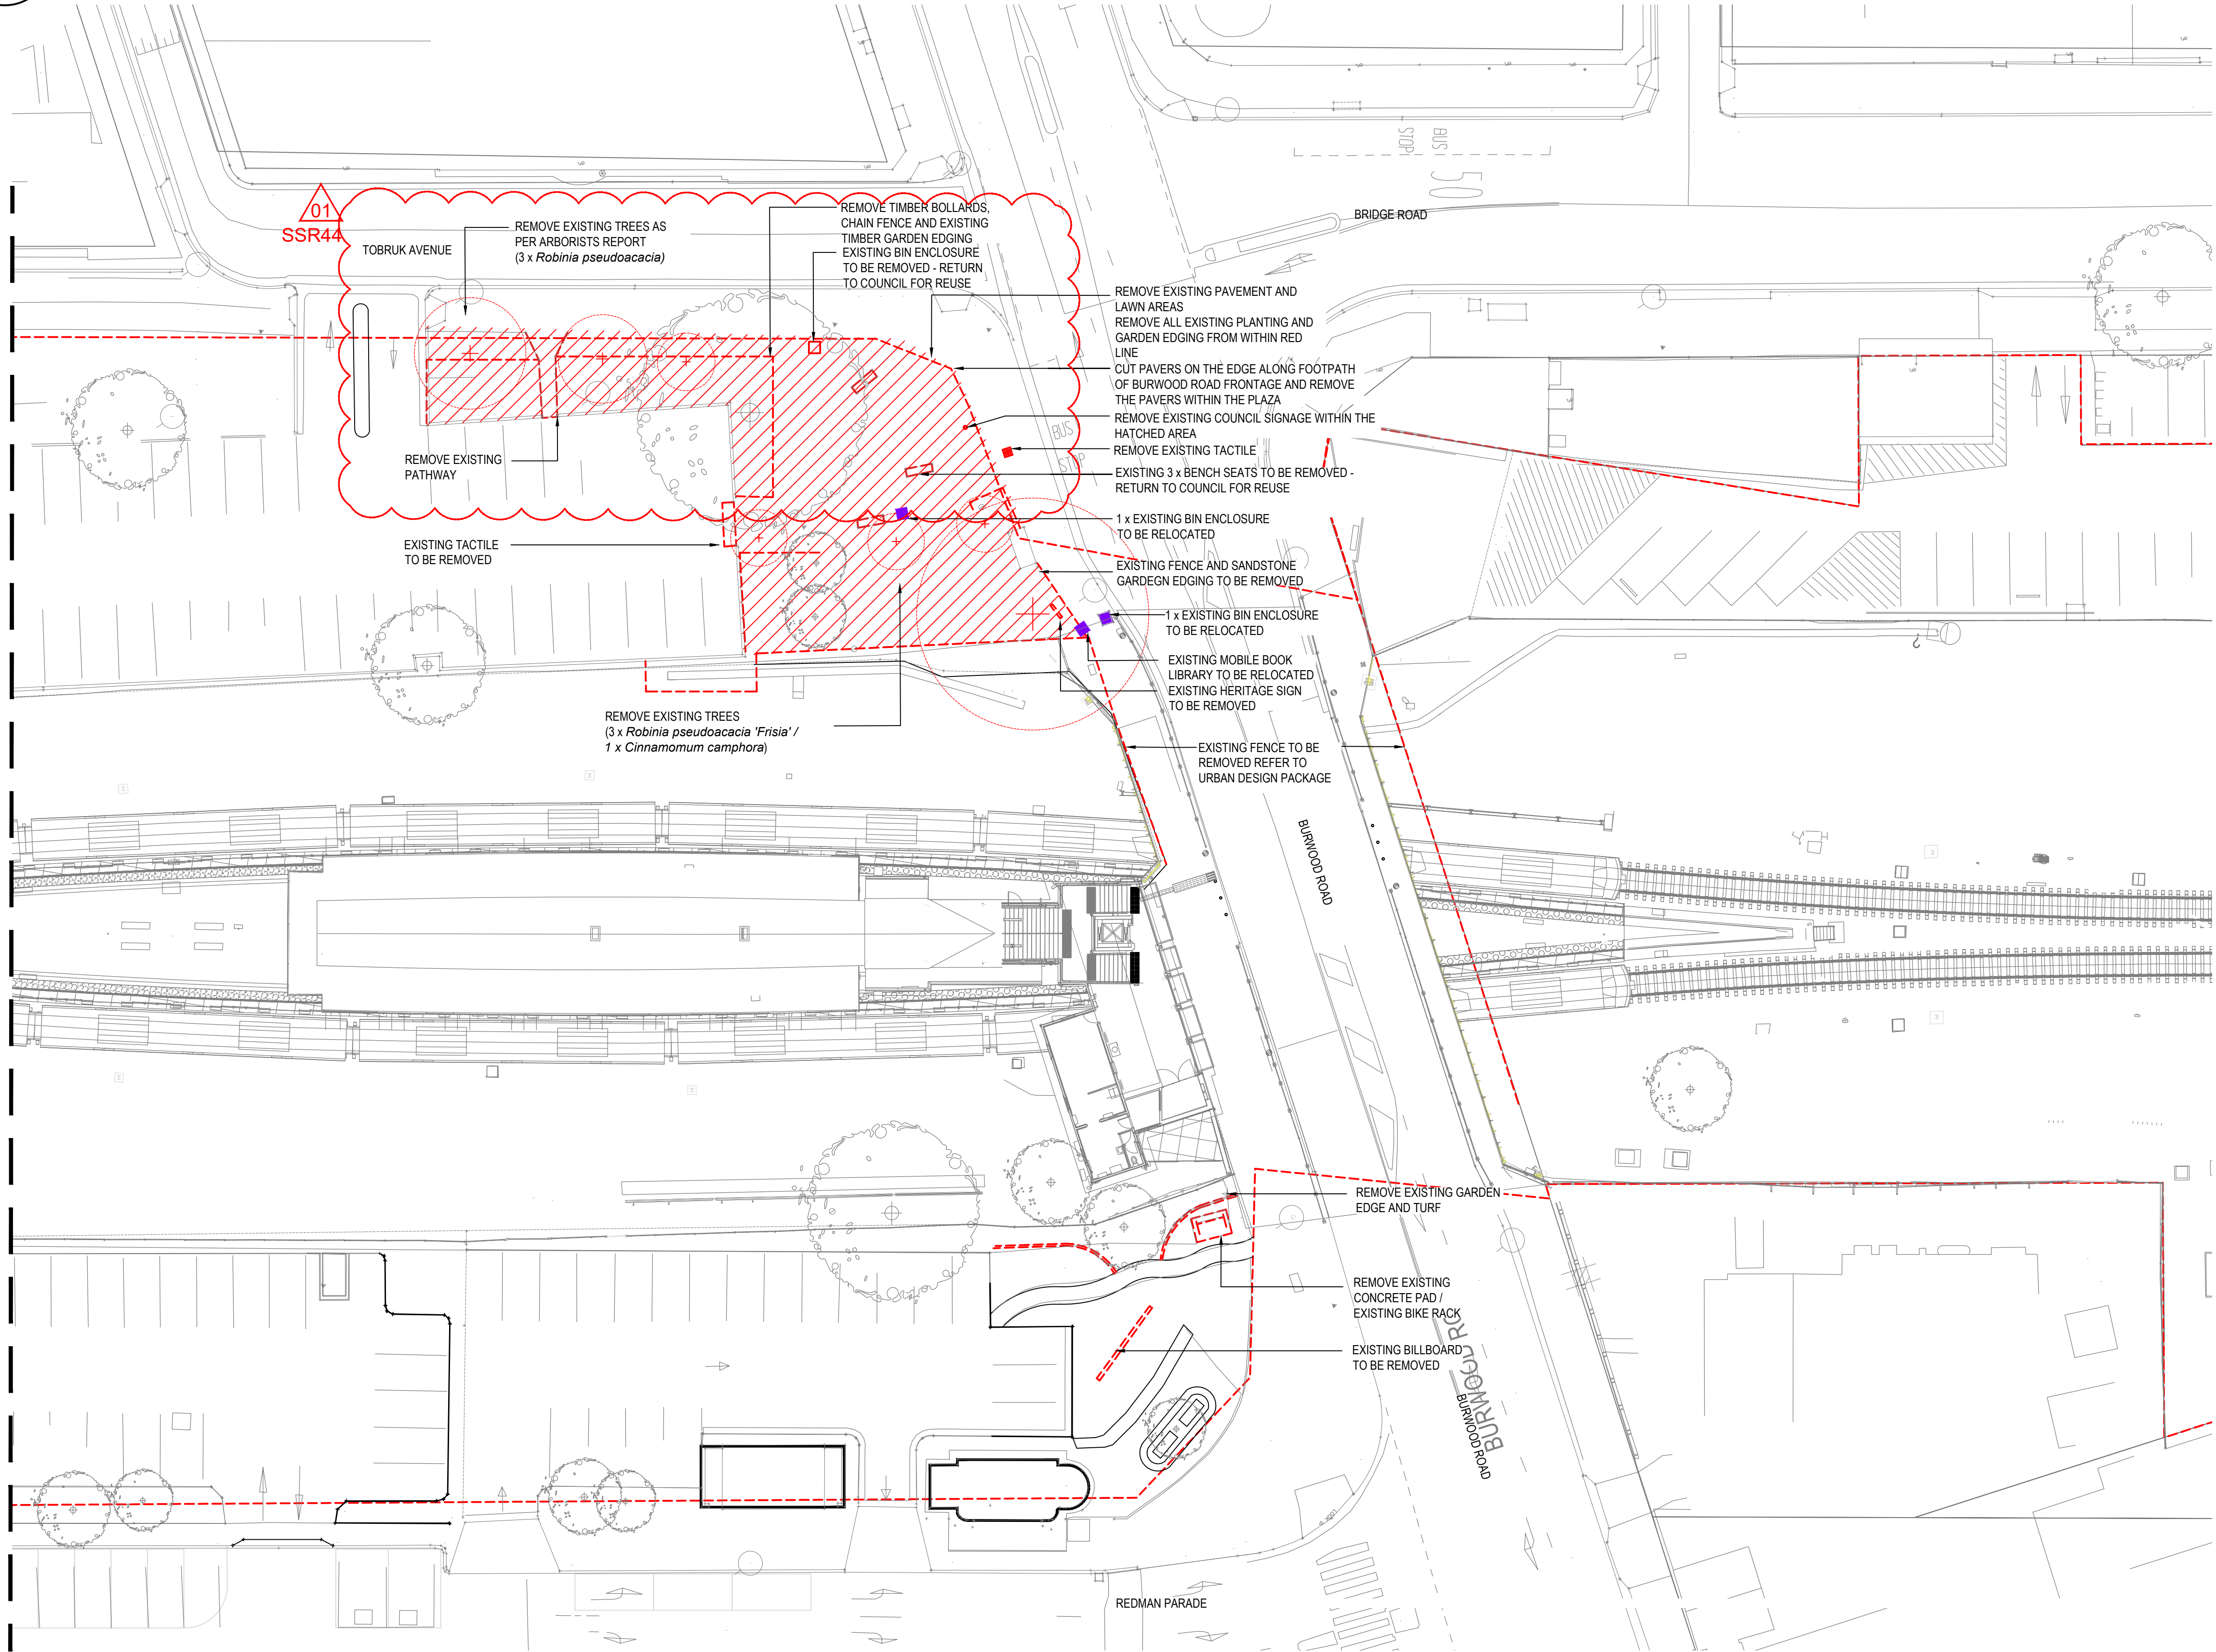 01
SSR44
TOBRUK AVENUE
REMOVE EXISTING TREES AS
PER ARBORISTS REPORT
(3 x Robinia pseudoacacia)
REMOVE TIMBER BOLLARDS,
CHAIN FENCE AND EXISTING
TIMBER GARDEN EDGING
EXISTING BIN ENCLOSURE
TO BE REMOVED - RETURN
TO COUNCIL FOR REUSE
BUS
STOP
BRIDGE ROAD
REMOVE EXISTING PAVEMENT AND
LAWN AREAS
REMOVE ALL EXISTING PLANTING AND
GARDEN EDGING FROM WITHIN RED
LINE
CUT PAVERS ON THE EDGE ALONG FOOTPATH
OF BURWOOD ROAD FRONTAGE AND REMOVE
THE PAVERS WITHIN THE PLAZA
REMOVE EXISTING COUNCIL SIGNAGE WITHIN THE
HATCHED AREA
REMOVE EXISTING TACTILE
BUS
STOP
EXISTING 3 x BENCH SEATS TO BE REMOVED -
RETURN TO COUNCIL FOR REUSE
REMOVE EXISTING
PATHWAY
1 x EXISTING BIN ENCLOSURE
TO BE RELOCATED
EXISTING TACTILE
TO BE REMOVED
EXISTING FENCE AND SANDSTONE
GARDEGN EDGING TO BE REMOVED
1 x EXISTING BIN ENCLOSURE
TO BE RELOCATED
EXISTING MOBILE BOOK
LIBRARY TO BE RELOCATED
EXISTING HERITAGE SIGN
TO BE REMOVED
REMOVE EXISTING TREES
(3 x Robinia pseudoacacia 'Frisia' /
1 x Cinnamomum camphora)
EXISTING FENCE TO BE
REMOVED REFER TO
URBAN DESIGN PACKAGE
BURWOOD ROAD
REMOVE EXISTING GARDEN
EDGE AND TURF
REMOVE EXISTING
CONCRETE PAD /
EXISTING BIKE RACK
EXISTING BILLBOARD
TO BE REMOVED
BURWOOD
BURWOOD ROAD
REDMAN PARADE